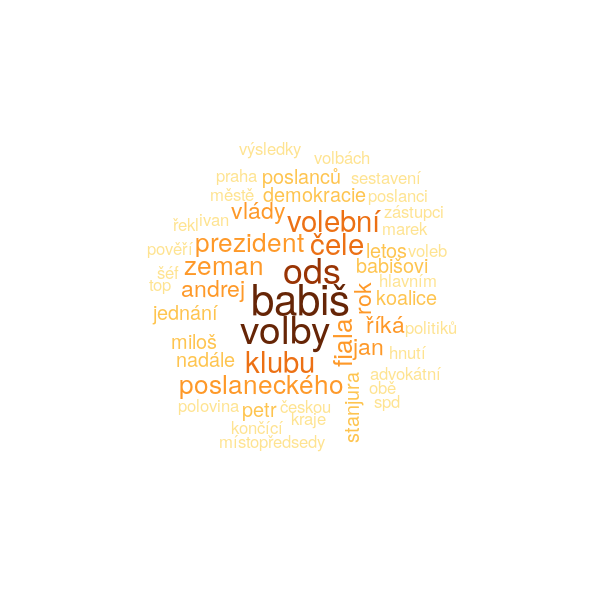 výsledky
volbách
praha poslanců sestavení
městě demokracie poslanci
vlády volební zástupci
řekl ivan marek
prezident čele
pověří letos voleb
zeman ods babišovi
šéf hlavním
top andrej babiš rok koalice
jednání volby fiala říká politiků
miloš jan hnutí
nadále klubu
poslaneckého advokátní
obě
polovina petr českou stanjura spd
kraje
končící
místopředsedy